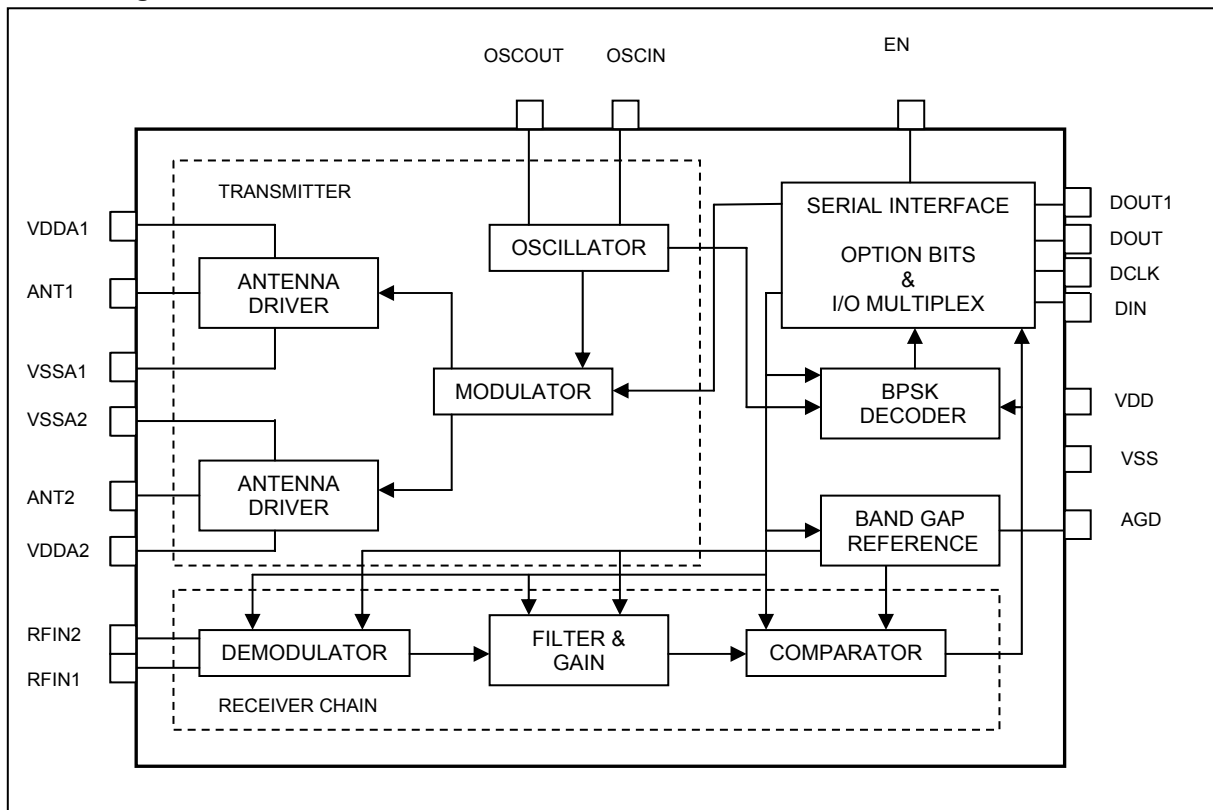 OSCOUT
OSCIN
EN
TRANSMITTER
SERIAL INTERFACE
OPTION BITS
&
I/O MULTIPLEX
DOUT1
DOUT
DCLK
DIN
VDDA1
ANT1
VSSA1
VSSA2
ANT2
VDDA2
OSCILLATOR
ANTENNA
DRIVER
MODULATOR
ANTENNA
DRIVER
BPSK
DECODER
VDD
VSS
AGD
BAND GAP
REFERENCE
RFIN2
RFIN1
DEMODULATOR
FILTER &
GAIN
COMPARATOR
RECEIVER CHAIN